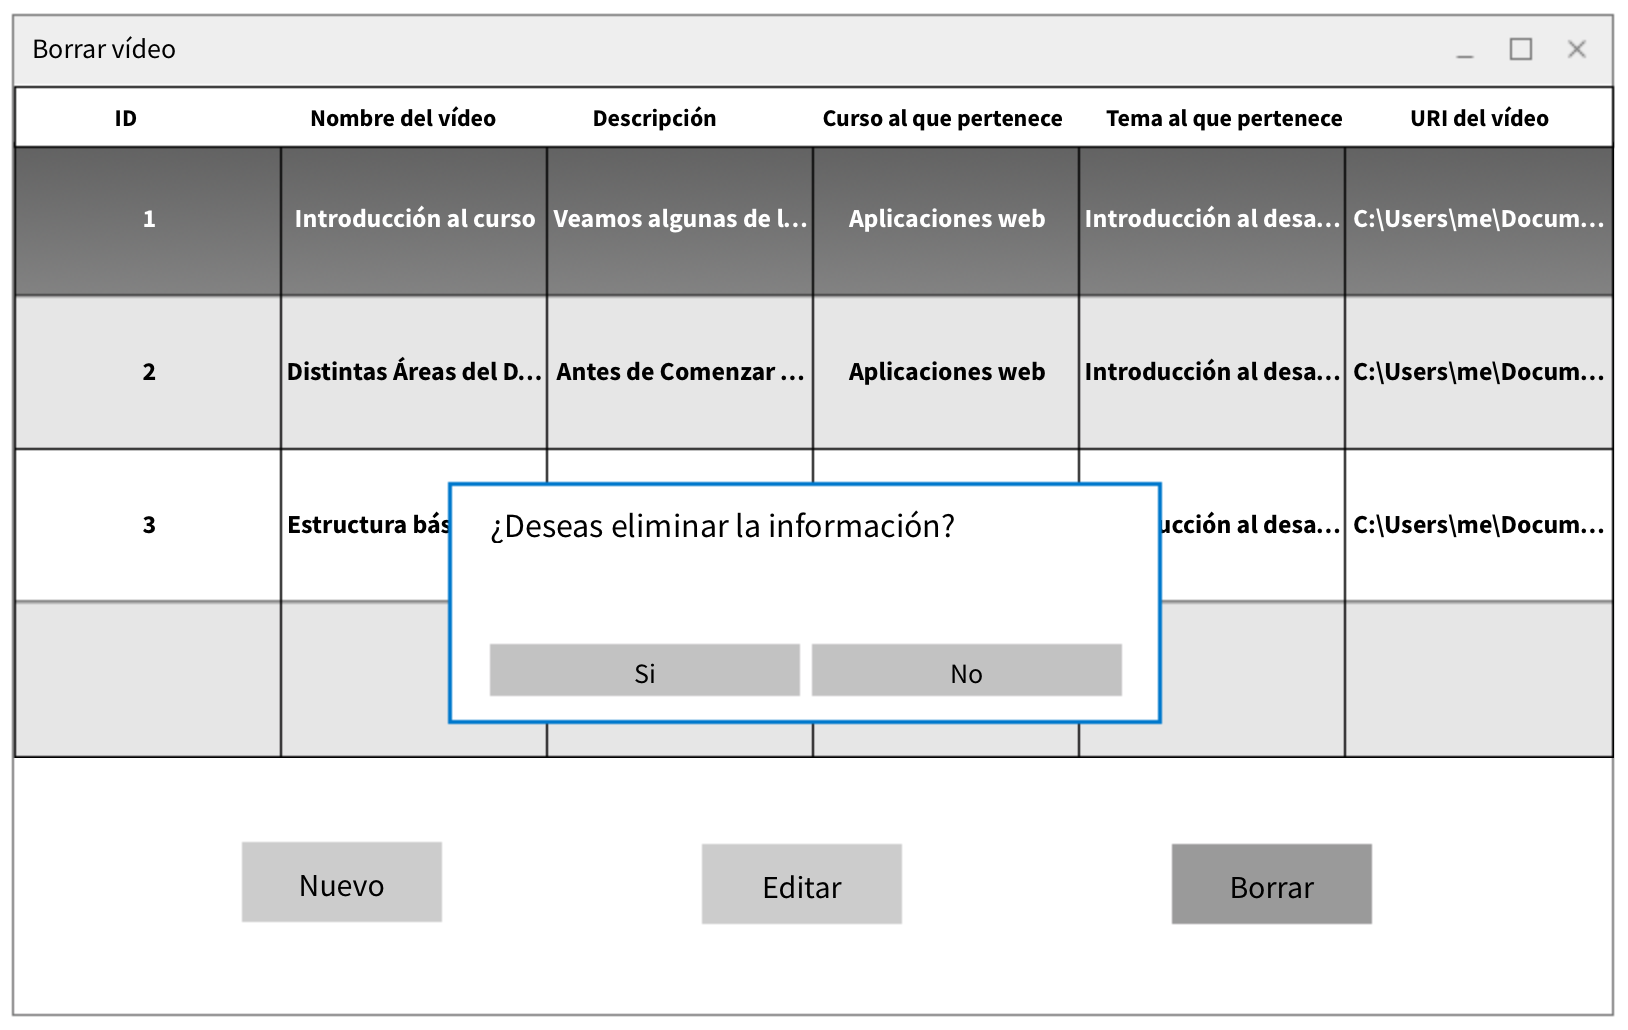 Borrar vídeo
ID Nombre del vídeo Descripción Curso al que pertenece Tema al que pertenece URI del vídeo
1 Introducción al curso Veamos algunas de l... Aplicaciones web Introducción al desa... C:\Users\me\Docum...
2 Distintas Áreas del D... Antes de Comenzar ... Aplicaciones web Introducción al desa... C:\Users\me\Docum...
3 Estructura bás ucción al desa... C:\Users\me\Docum...
¿Deseas eliminar la información?
Si No
Nuevo Editar Borrar